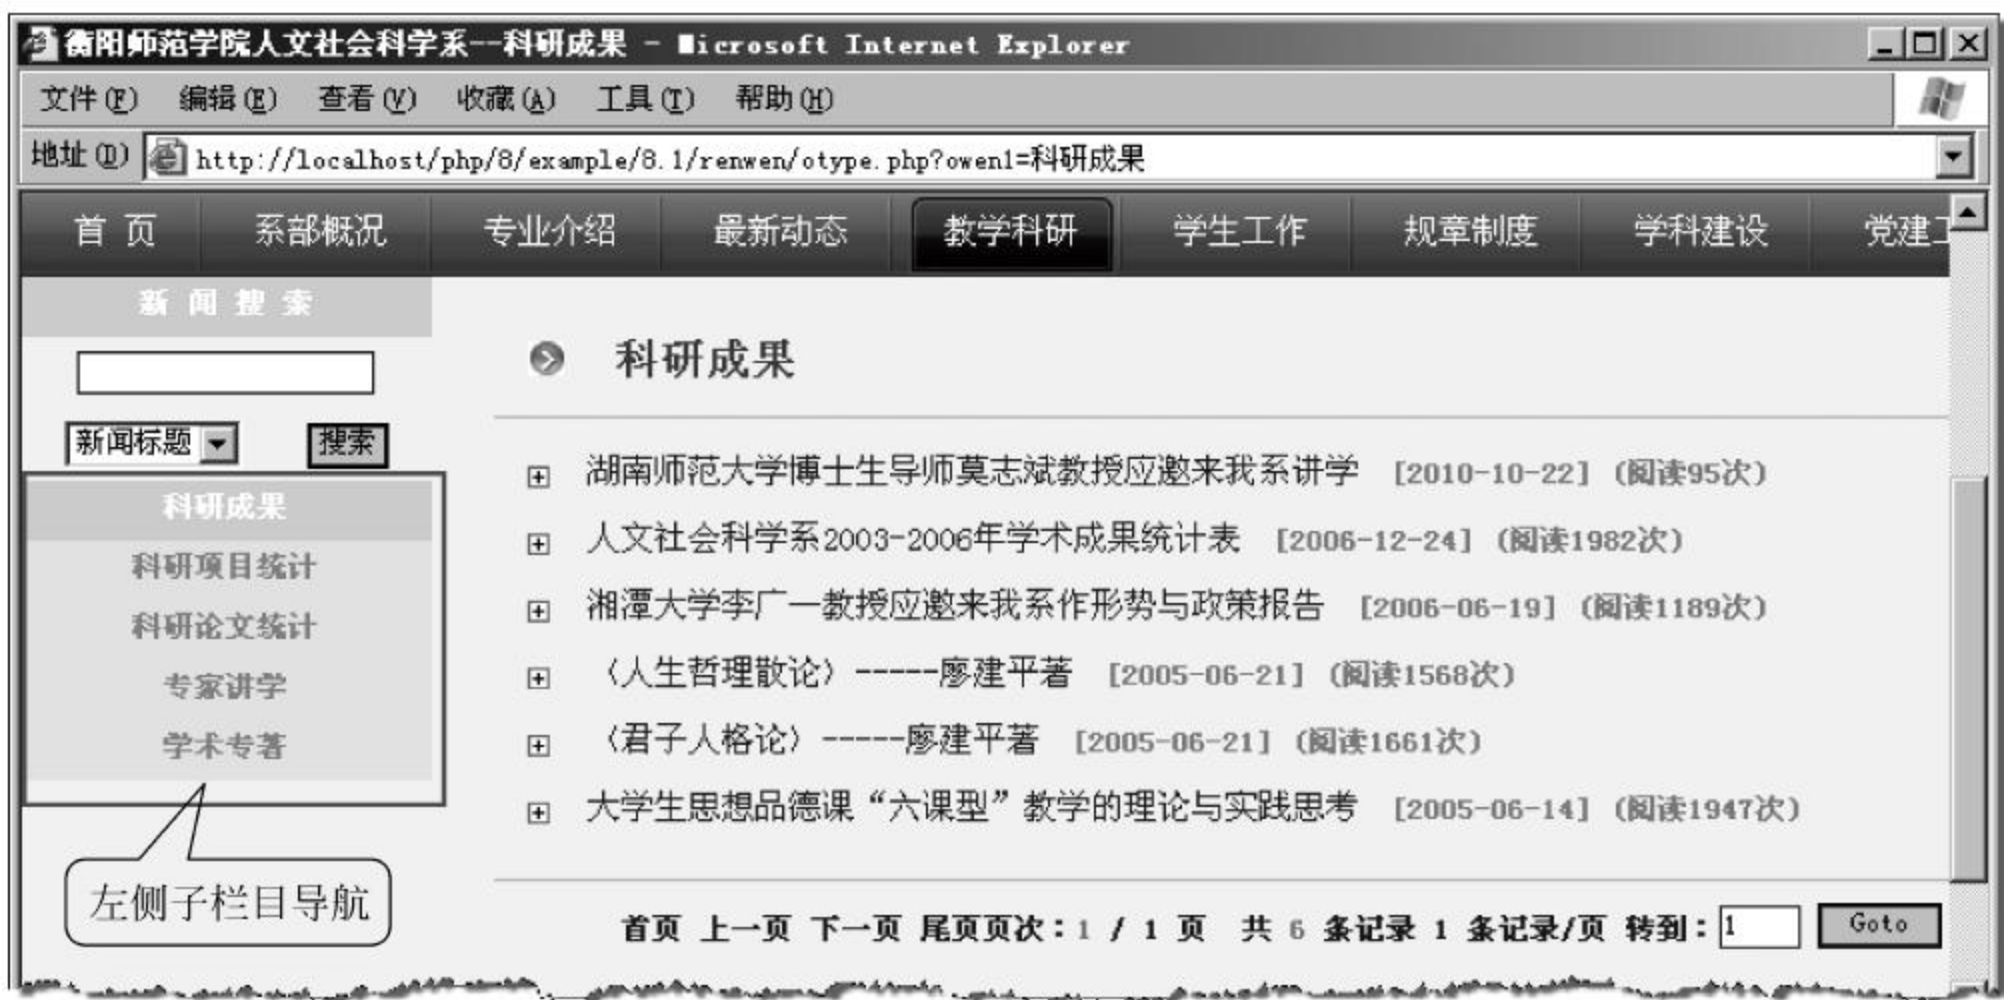 衡阳师范学院人文社会科学系--科研成果 - Microsoft Internet Explorer
文件(F) 编辑(E) 查看(V) 收藏(A) 工具(T) 帮助(H)
地址(D) http://localhost/php/8/example/8.1/renwen/otype.php?owen1=科研成果
首 页 系部概况 专业介绍 最新动态 教学科研 学生工作 规章制度 学科建设 党建
新 闻 搜 索
科研成果
新闻标题 搜索
湖南师范大学博士生导师莫志斌教授应邀来我系讲学 [2010-10-22] (阅读95次)
科研成果
人文社会科学系2003-2006年学术成果统计表 [2006-12-24] (阅读1982次)
科研项目统计
湘潭大学李广一教授应邀来我系作形势与政策报告 [2006-06-19] (阅读1189次)
科研论文统计
〈人生哲理散论〉-----廖建平著 [2005-06-21] (阅读1568次)
专家讲学
〈君子人格论〉-----廖建平著 [2005-06-21] (阅读1661次)
学术专著
大学生思想品德课“六课型”教学的理论与实践思考 [2005-06-14] (阅读1947次)
左侧子栏目导航
首页 上一页 下一页 尾页页次：1 / 1 页 共 6 条记录 1 条记录/页 转到：1 Goto